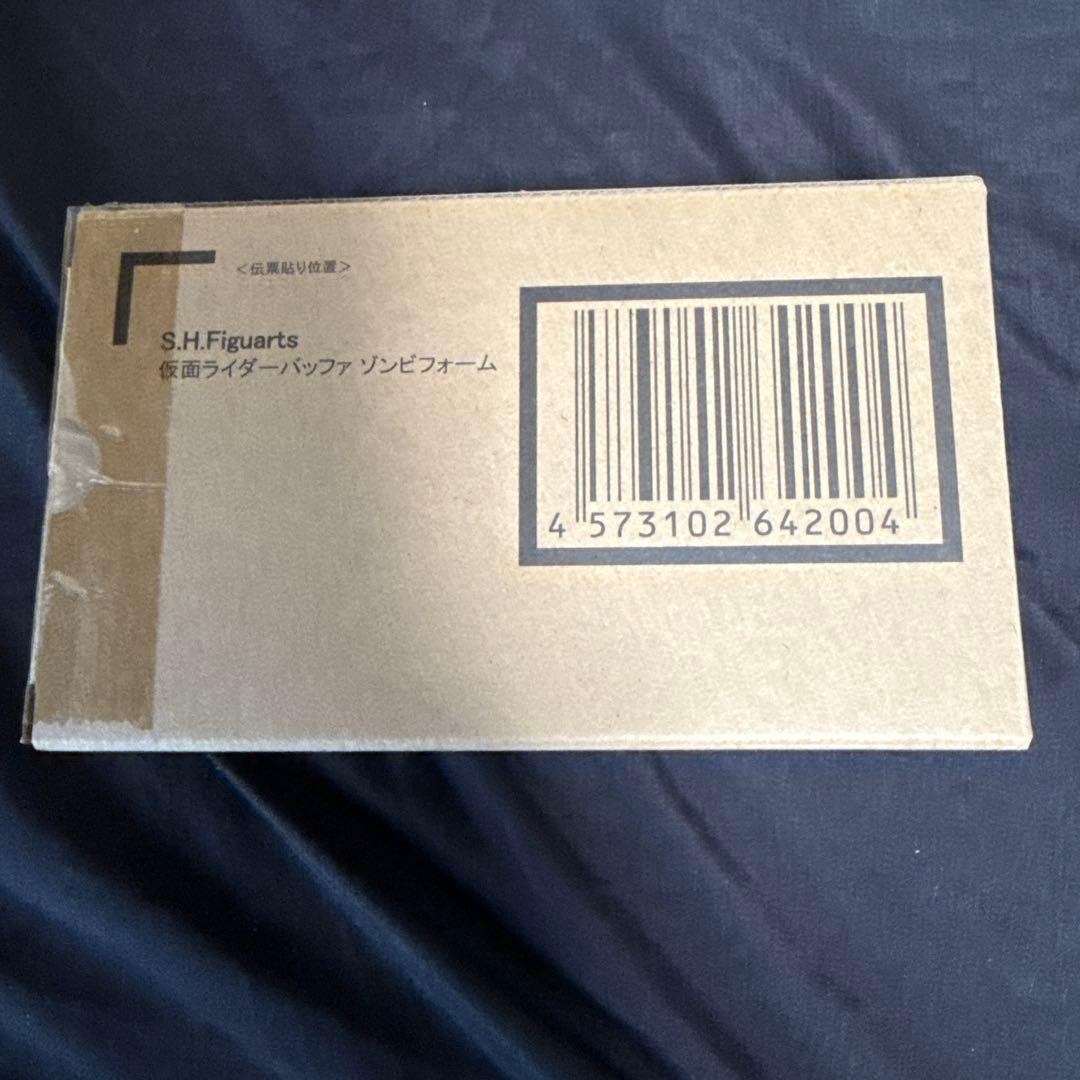 <伝票貼り位置>
S.H.Figuarts
仮面ライダーバッファ ゾンビフォーム
4 573102 642004